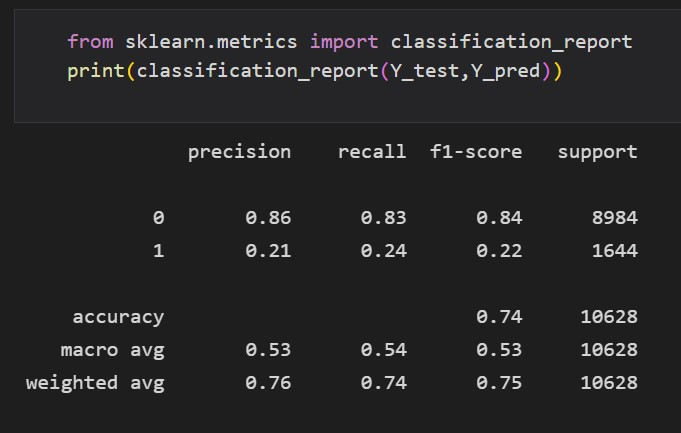 from sklearn.metrics import classification_report
print(classification_report(Y_test,Y_pred))
precision recall f1-score support
0 0.86 0.83 0.84 8984
1 0.21 0.24 0.22 1644
accuracy 0.74 10628
macro avg 0.53 0.54 0.53 10628
weighted avg 0.76 0.74 0.75 10628